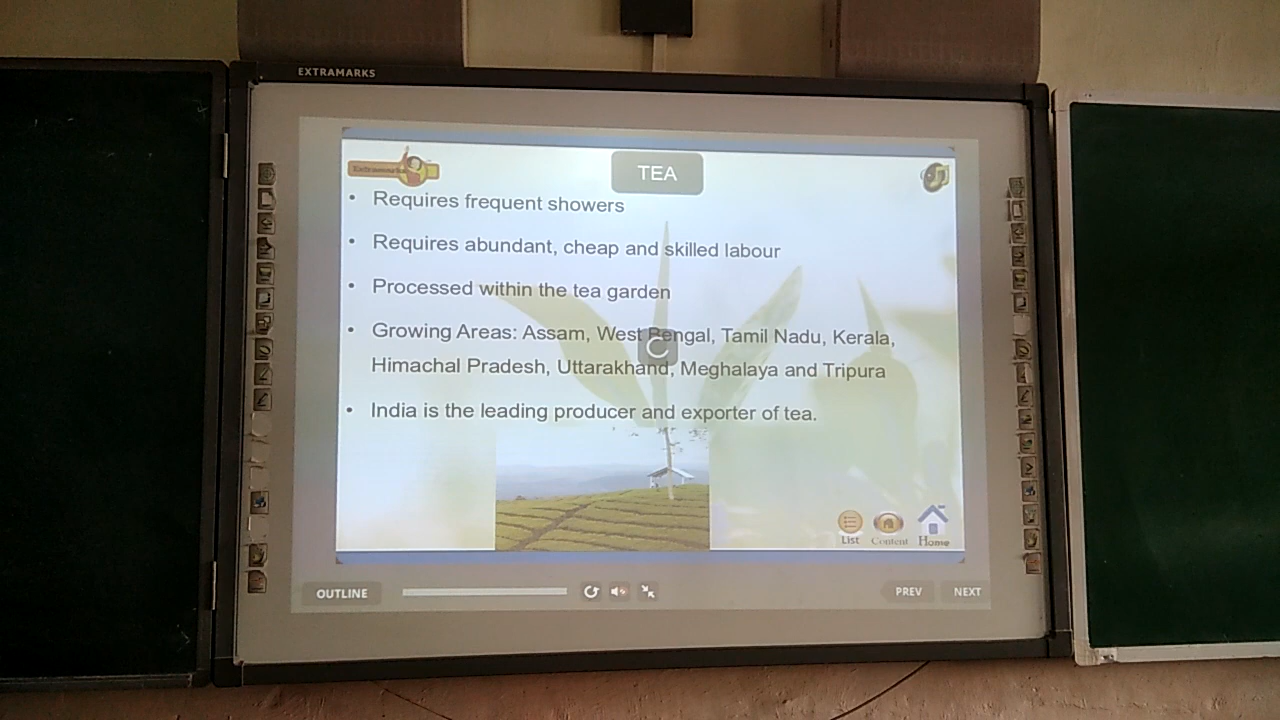 EXTRAMARKS
Extramarks
TEA
• Requires frequent showers
• Requires abundant, cheap and skilled labour
• Processed within the tea garden
• Growing Areas: Assam, West Bengal, Tamil Nadu, Kerala,
Himachal Pradesh, Uttarakhand, Meghalaya and Tripura
• India is the leading producer and exporter of tea.
List Content Home
OUTLINE PREV NEXT